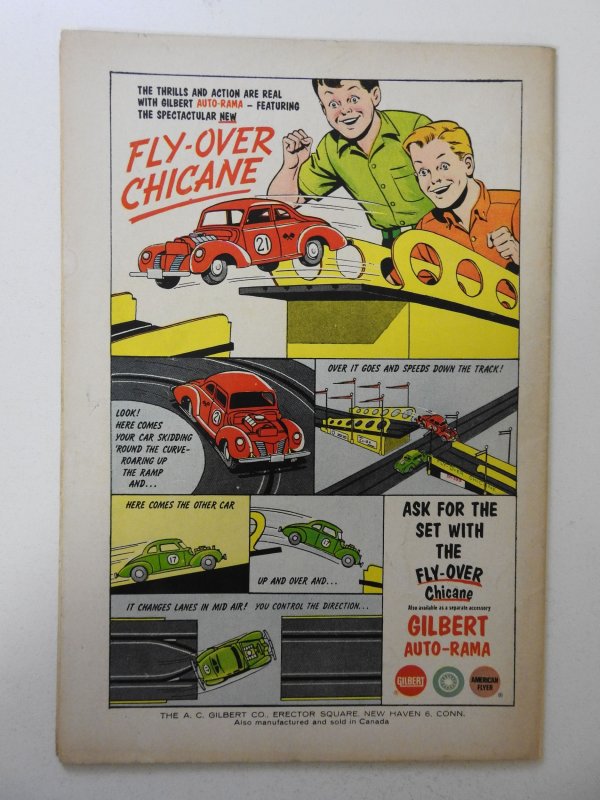 THE THRILLS AND ACTION ARE REAL
WITH GILBERT AUTO-RAMA – FEATURING
THE SPECTACULAR NEW
FLY-OVER
CHICANE
21
LOOK!
HERE COMES
YOUR CAR SKIDDING
'ROUND THE CURVE-
ROARING UP
THE RAMP
AND...
OVER IT GOES AND SPEEDS DOWN THE TRACK!
HERE COMES THE OTHER CAR
17
UP AND OVER AND...
17
IT CHANGES LANES IN MID AIR! YOU CONTROL THE DIRECTION...
ASK FOR THE
SET WITH
THE
FLY-OVER
Chicane
Also available as a separate accessory
GILBERT
AUTO-RAMA
GILBERT
AMERICAN
FLYER
THE A. C. GILBERT CO., ERECTOR SQUARE, NEW HAVEN 6, CONN.
Also manufactured and sold in Canada